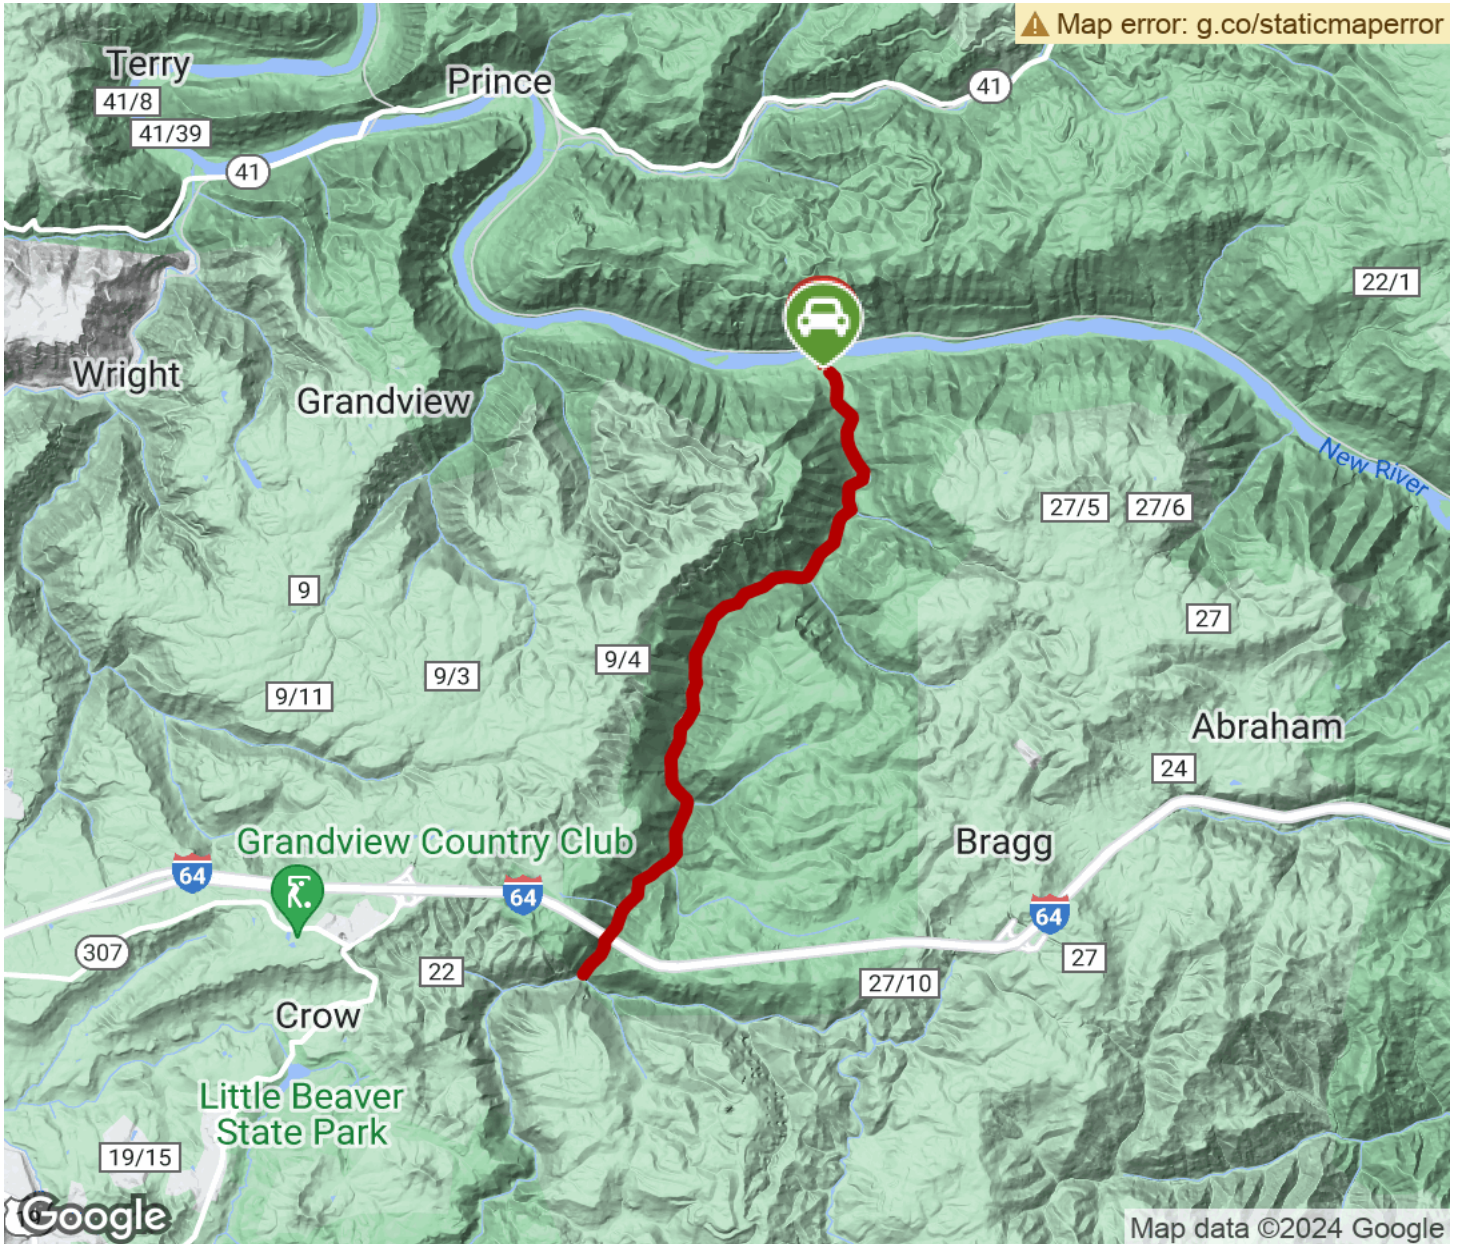 Map error: g.co/staticmaperror
Terry
Prince
41/8
41
41/39
41
22/1
Wright
Grandview
New River
27/5
27/6
9
27
9/4
9/3
9/11
Abraham
24
Grandview Country Club
Bragg
64
64
64
307
22
27
27/10
Crow
Little Beaver
State Park
19/15
Google
Map data ©2024 Google